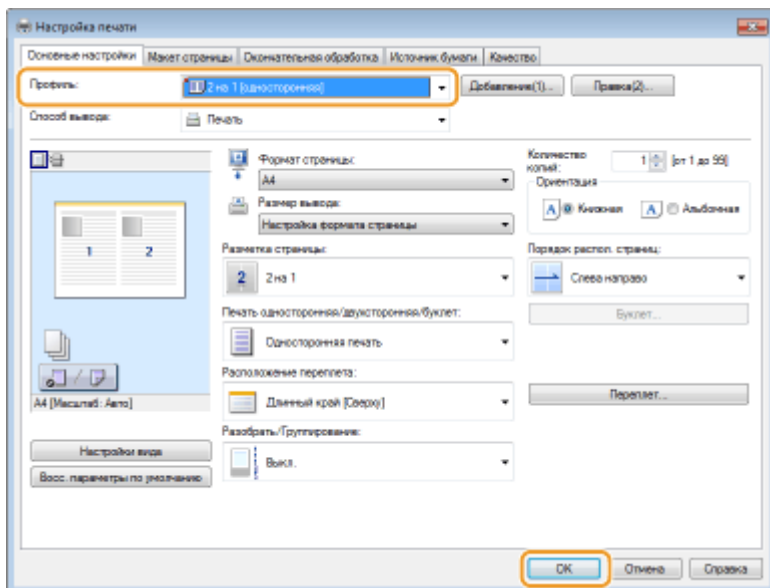 Настройка печати
Основные настройки Макет страницы Окончательная обработка Источник бумаги Качество
Профиль: 2 на 1 [односторонняя] Добавление(1)... Правка(2)...
Способ вывода: Печать
Формат страницы:
A4
Размер вывода:
Настройка формата страницы
Количество копий: 1 [от 1 до 99]
Ориентация
A Книжная A Альбомная
1 2
Разметка страницы:
2 2 на 1
Порядок распол. страниц:
Слева направо
Печать односторонняя/двухсторонняя/буклет:
Односторонняя печать
Буклет...
Расположение переплета:
Длинный край [Сверху]
Переплет...
A4 [Масштаб: Авто]
Разобрать/Группирование:
Выкл.
Настройки вида
Восс. параметры по умолчанию
OK Отмена Справка